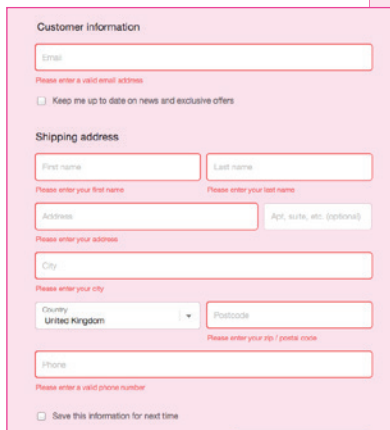 Customer information
Email
Please enter a valid email address
Keep me up to date on news and exclusive offers
Shipping address
First name Last name
Please enter your first name Please enter your last name
Address Apt, suite, etc. (optional)
Please enter your address
City
Please enter your city
Country
United Kingdom Postcode
Please enter your zip / postal code
Phone
Please enter a valid phone number
Save this information for next time